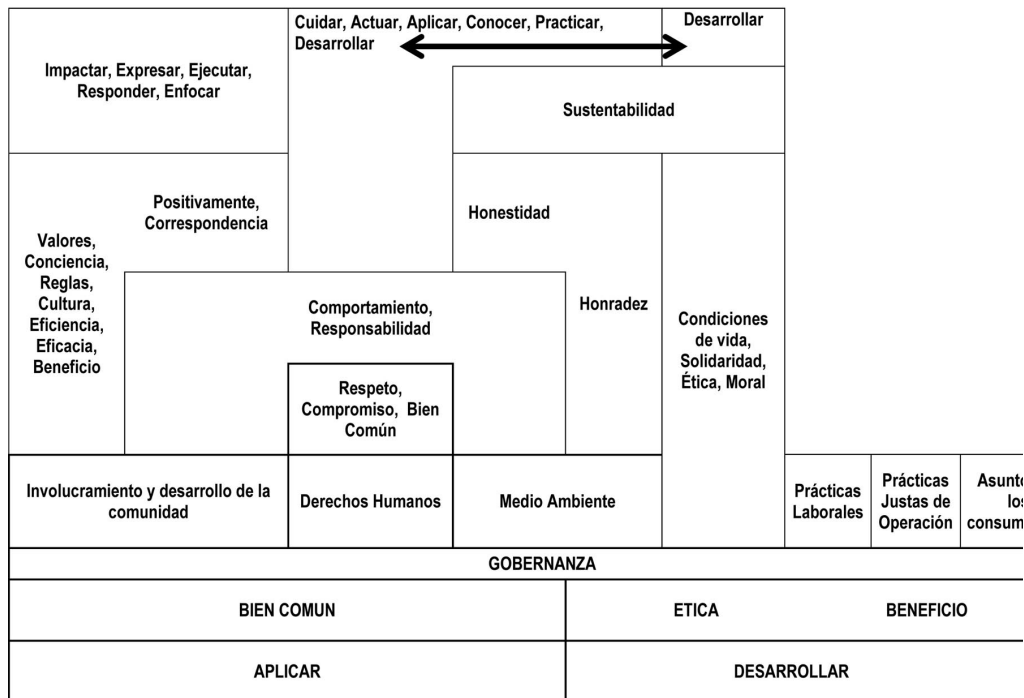 Cuidar, Actuar, Aplicar, Conocer, Practicar,
Desarrollar
Desarrollar
Impactar, Expresar, Ejecutar,
Responder, Enfocar
Sustentabilidad
Positivamente,
Correspondencia
Honestidad
Valores,
Conciencia,
Reglas,
Cultura,
Eficiencia,
Eficacia,
Beneficio
Comportamiento,
Responsabilidad
Honradez
Condiciones
de vida,
Solidaridad,
Ética, Moral
Respeto,
Compromiso, Bien
Común
Involucramiento y desarrollo de la
comunidad
Derechos Humanos
Medio Ambiente
Prácticas
Laborales
Prácticas
Justas de
Operación
Asunto
los
consum
GOBERNANZA
BIEN COMUN
ETICA
BENEFICIO
APLICAR
DESARROLLAR